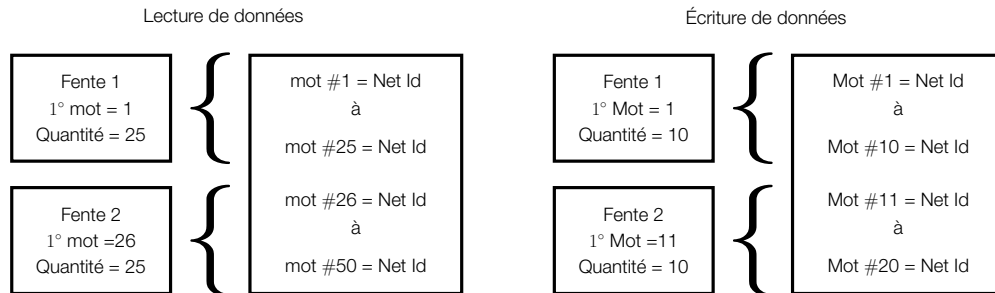 Lecture de données
Fente 1
1° mot = 1
Quantité = 25
mot #1 = Net Id
à
mot #25 = Net Id
Fente 2
1° mot =26
Quantité = 25
mot #26 = Net Id
à
mot #50 = Net Id
Écriture de données
Fente 1
1° Mot = 1
Quantité = 10
Mot #1 = Net Id
à
Mot #10 = Net Id
Fente 2
1° Mot =11
Quantité = 10
Mot #11 = Net Id
à
Mot #20 = Net Id